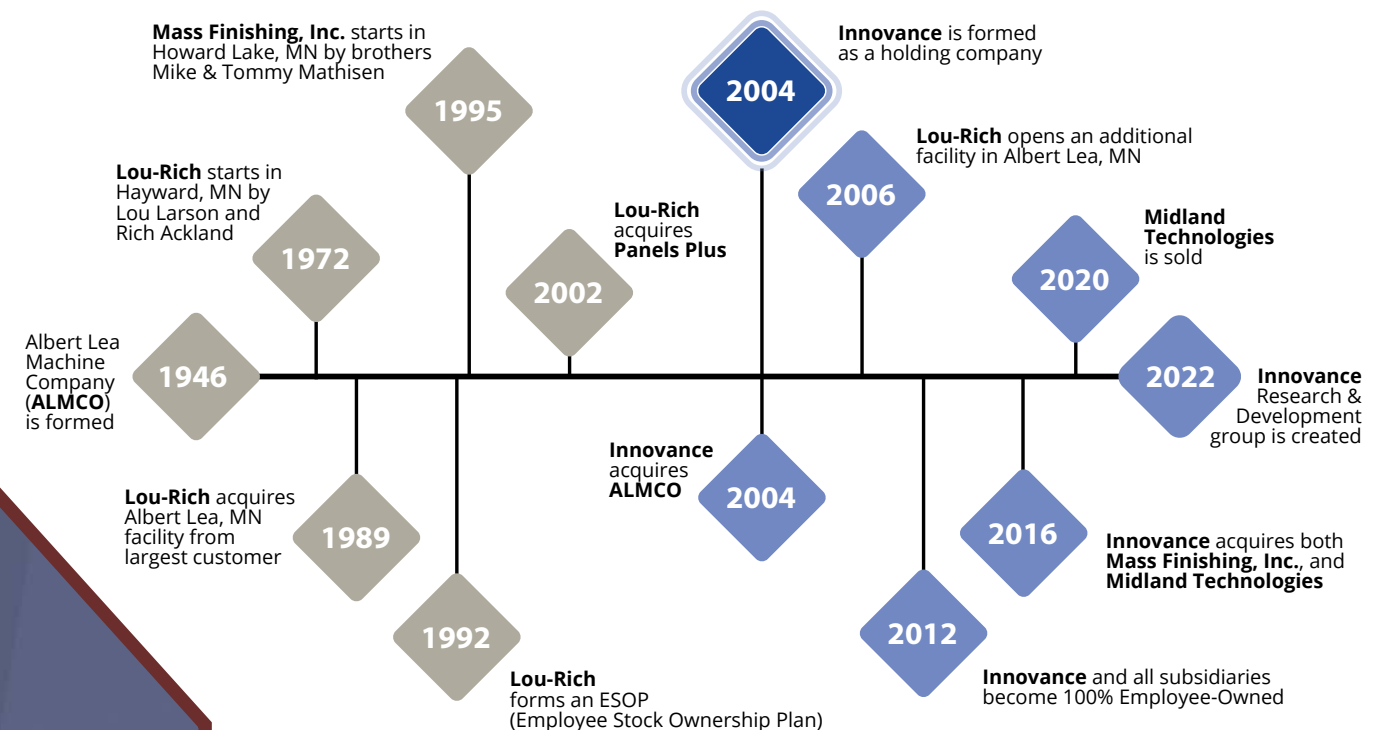 Mass Finishing, Inc. starts in
Howard Lake, MN by brothers
Mike & Tommy Mathisen
1995
2004
Innovance is formed
as a holding company
Lou-Rich starts in
Hayward, MN by
Lou Larson and
Rich Ackland
1972
Lou-Rich
acquires
Panels Plus
2002
2006
Lou-Rich opens an additional
facility in Albert Lea, MN
2020
Midland
Technologies
is sold
Albert Lea
Machine
Company
(ALMCO)
is formed
1946
2022
Innovance
Research &
Development
group is created
Lou-Rich acquires
Albert Lea, MN
facility from
largest customer
1989
1992
Lou-Rich
forms an ESOP
(Employee Stock Ownership Plan)
Innovance
acquires
ALMCO
2004
2016
Innovance acquires both
Mass Finishing, Inc., and
Midland Technologies
2012
Innovance and all subsidiaries
become 100% Employee-Owned